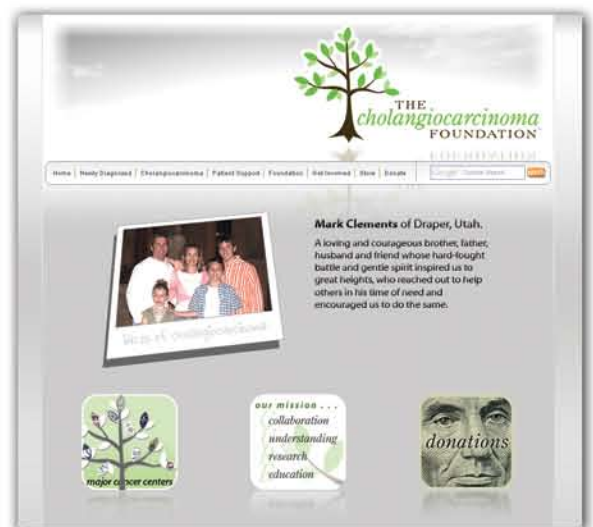 THE
cholangiocarcinoma
FOUNDATION
Home | Newly Diagnosed | Cholangiocarcinoma | Patient Support | Foundation | Get Involved | Store | Donate
Mark Clements of Draper, Utah.
A loving and courageous brother, father,
husband and friend whose hard-fought
battle and gentle spirit inspired us to
great heights, who reached out to help
others in his time of need and
encouraged us to do the same.
of cholangiocarcinoma
major cancer centers
our mission . . .
collaboration
understanding
research
education
donations